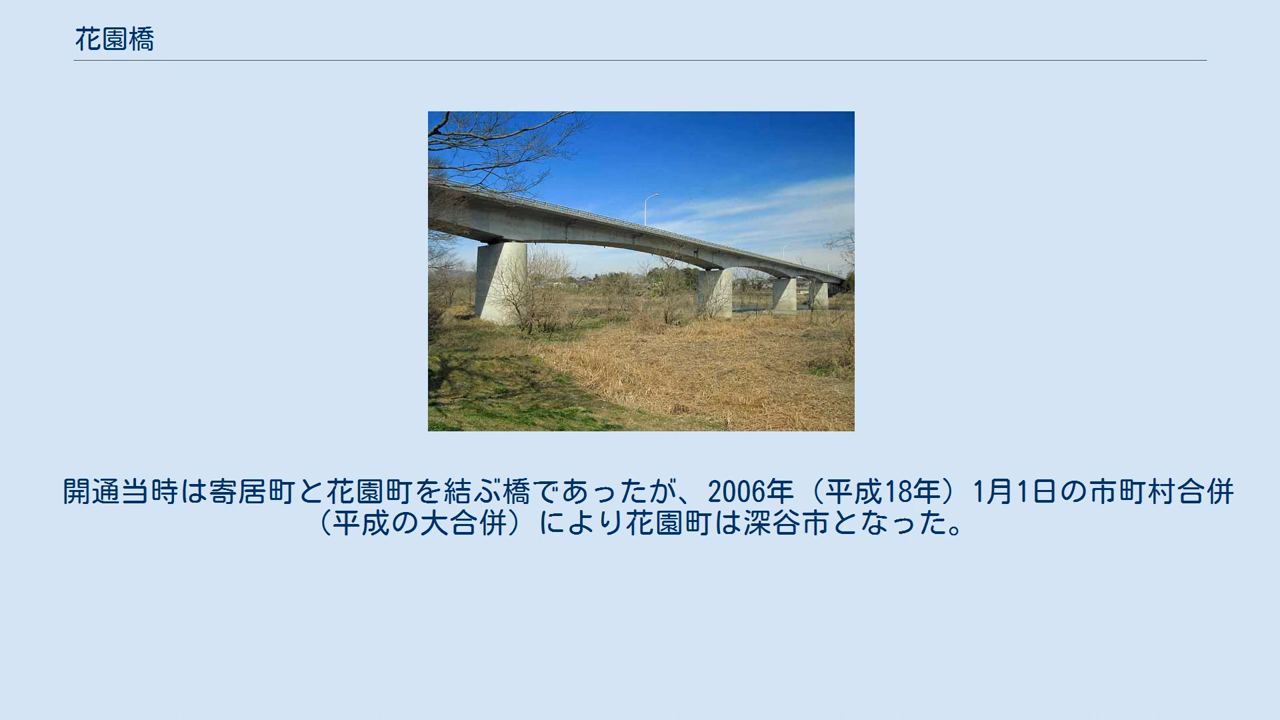 花園橋
開通当時は寄居町と花園町を結ぶ橋であったが、2006年（平成18年）1月1日の市町村合併
（平成の大合併）により花園町は深谷市となった。